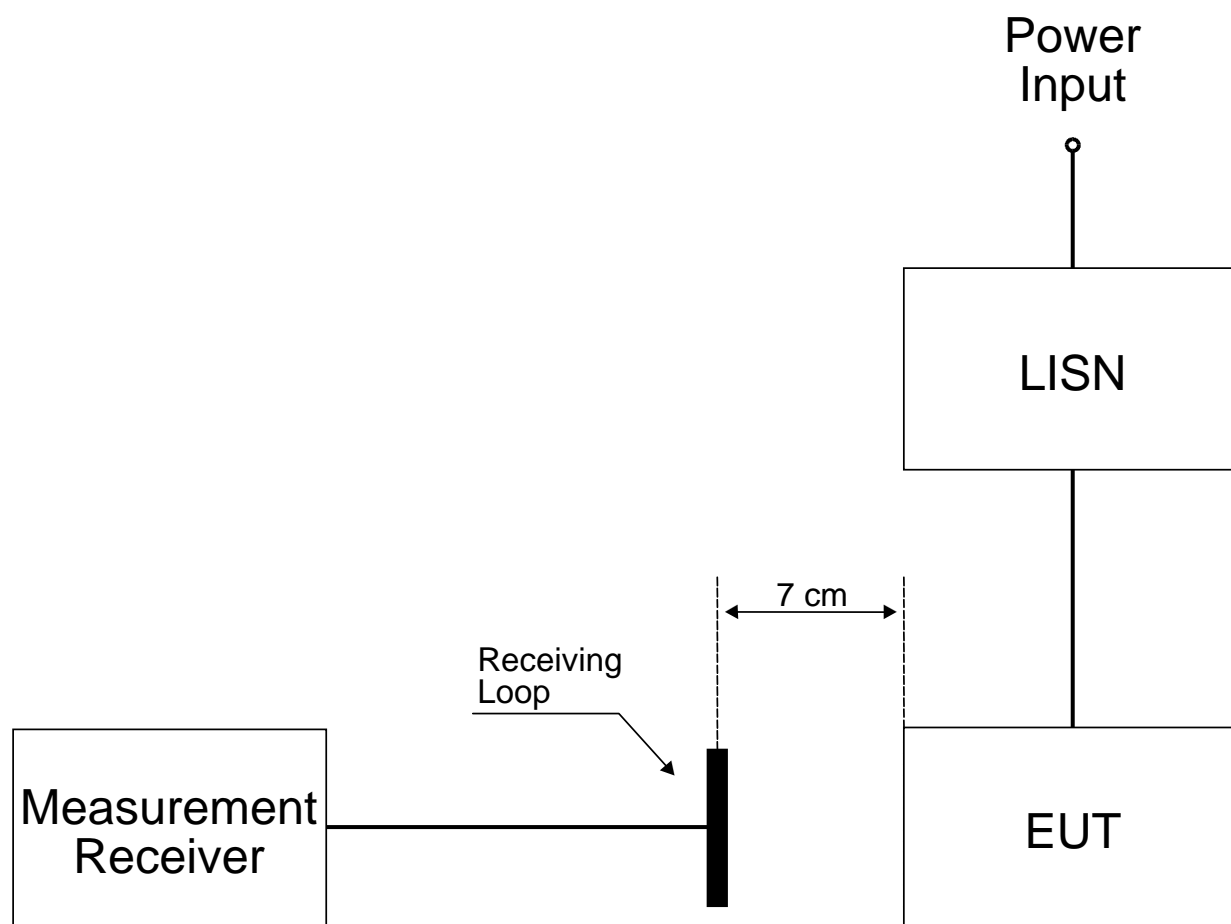 Power
Input
LISN
7 cm
Receiving
Loop
Measurement
Receiver
EUT